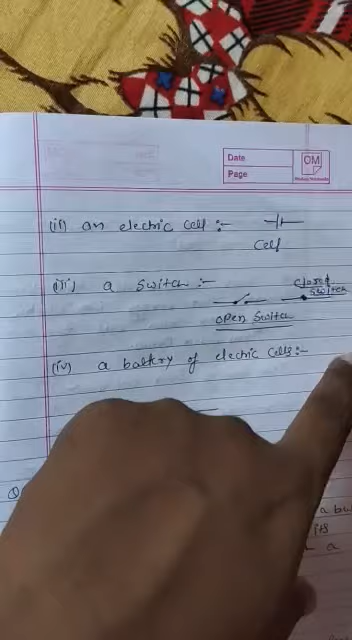 Date
Page
OM
(ii) an electric cell :-
Cell
(iii) a Switch :-
closed
switch
open Switch
(iv) a battery of electric cells:-
a